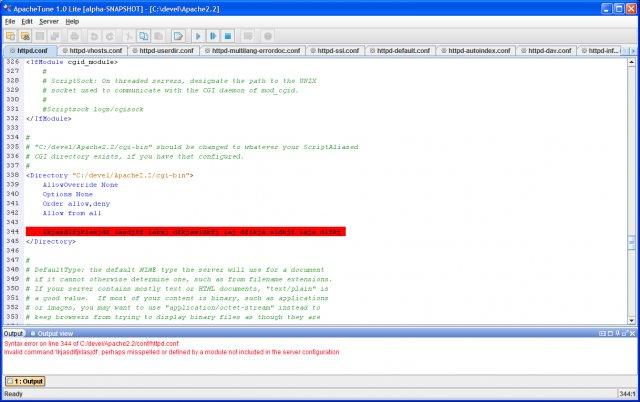 ApacheTune 1.0 Lite [alpha-SNAPSHOT] - [C:\devel\Apache2.2]
File Edit Server Help
httpd.conf httpd-vhosts.conf httpd-userdir.conf httpd-multilang-errordoc.conf httpd-ssi.conf httpd-default.conf httpd-autoindex.conf httpd-dav.conf httpd-inf...
326 <IfModule cgid_module>
327 #
328 # ScriptSock: On threaded servers, designate the path to the UNIX
329 # socket used to communicate with the CGI daemon of mod_cgid.
330 #
331 #Scriptsock logs/cgisock
332 </IfModule>
333
334 #
335 # "C:/devel/Apache2.2/cgi-bin" should be changed to whatever your ScriptAliased
336 # CGI directory exists, if you have that configured.
337 #
338 <Directory "C:/devel/Apache2.2/cgi-bin">
339 AllowOverride None
340 Options None
341 Order allow,deny
342 Allow from all
343
344
345 </Directory>
346
347 #
348 # DefaultType: the default MIME type the server will use for a document
349 # if it cannot otherwise determine one, such as from filename extensions.
350 # If your server contains mostly text or HTML documents, "text/plain" is
351 # a good value. If most of your content is binary, such as applications
352 # or images, you may want to use "application/octet-stream" instead to
353 # keep browsers from trying to display binary files as though they are
Output Output view
Syntax error on line 344 of C:/devel/Apache2.2/conf/httpd.conf:
Invalid command perhaps misspelled or defined by a module not included in the server configuration
1 : Output
Ready 344:1